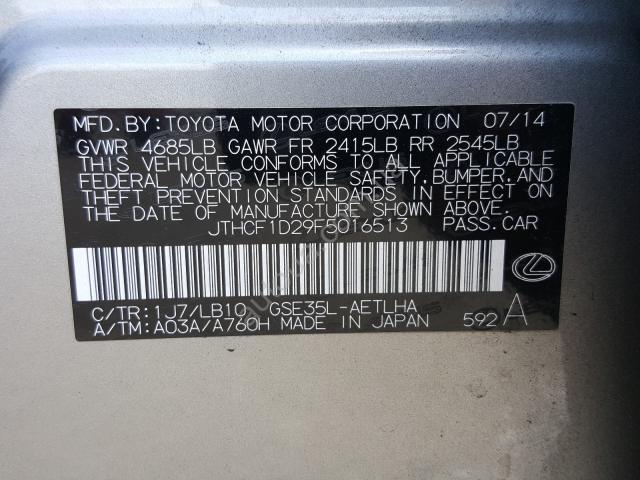 MFD.BY:TOYOTA MOTOR CORPORATION 07/14
GVWR 4685LB GAWR FR 2415LB RR 2545LB
THIS VEHICLE CONFORMS TO ALL APPLICABLE
FEDERAL MOTOR VEHICLE SAFETY,BUMPER,AND
THEFT PREVENTION STANDARDS IN EFFECT ON
THE DATE OF MANUFACTURE SHOWN ABOVE.
JTHCF1D29F5016513 PASS.CAR
C/TR:1J7/LB10 GSE35L-AETLHA
A/TM:A03A/A760H MADE IN JAPAN 592 A